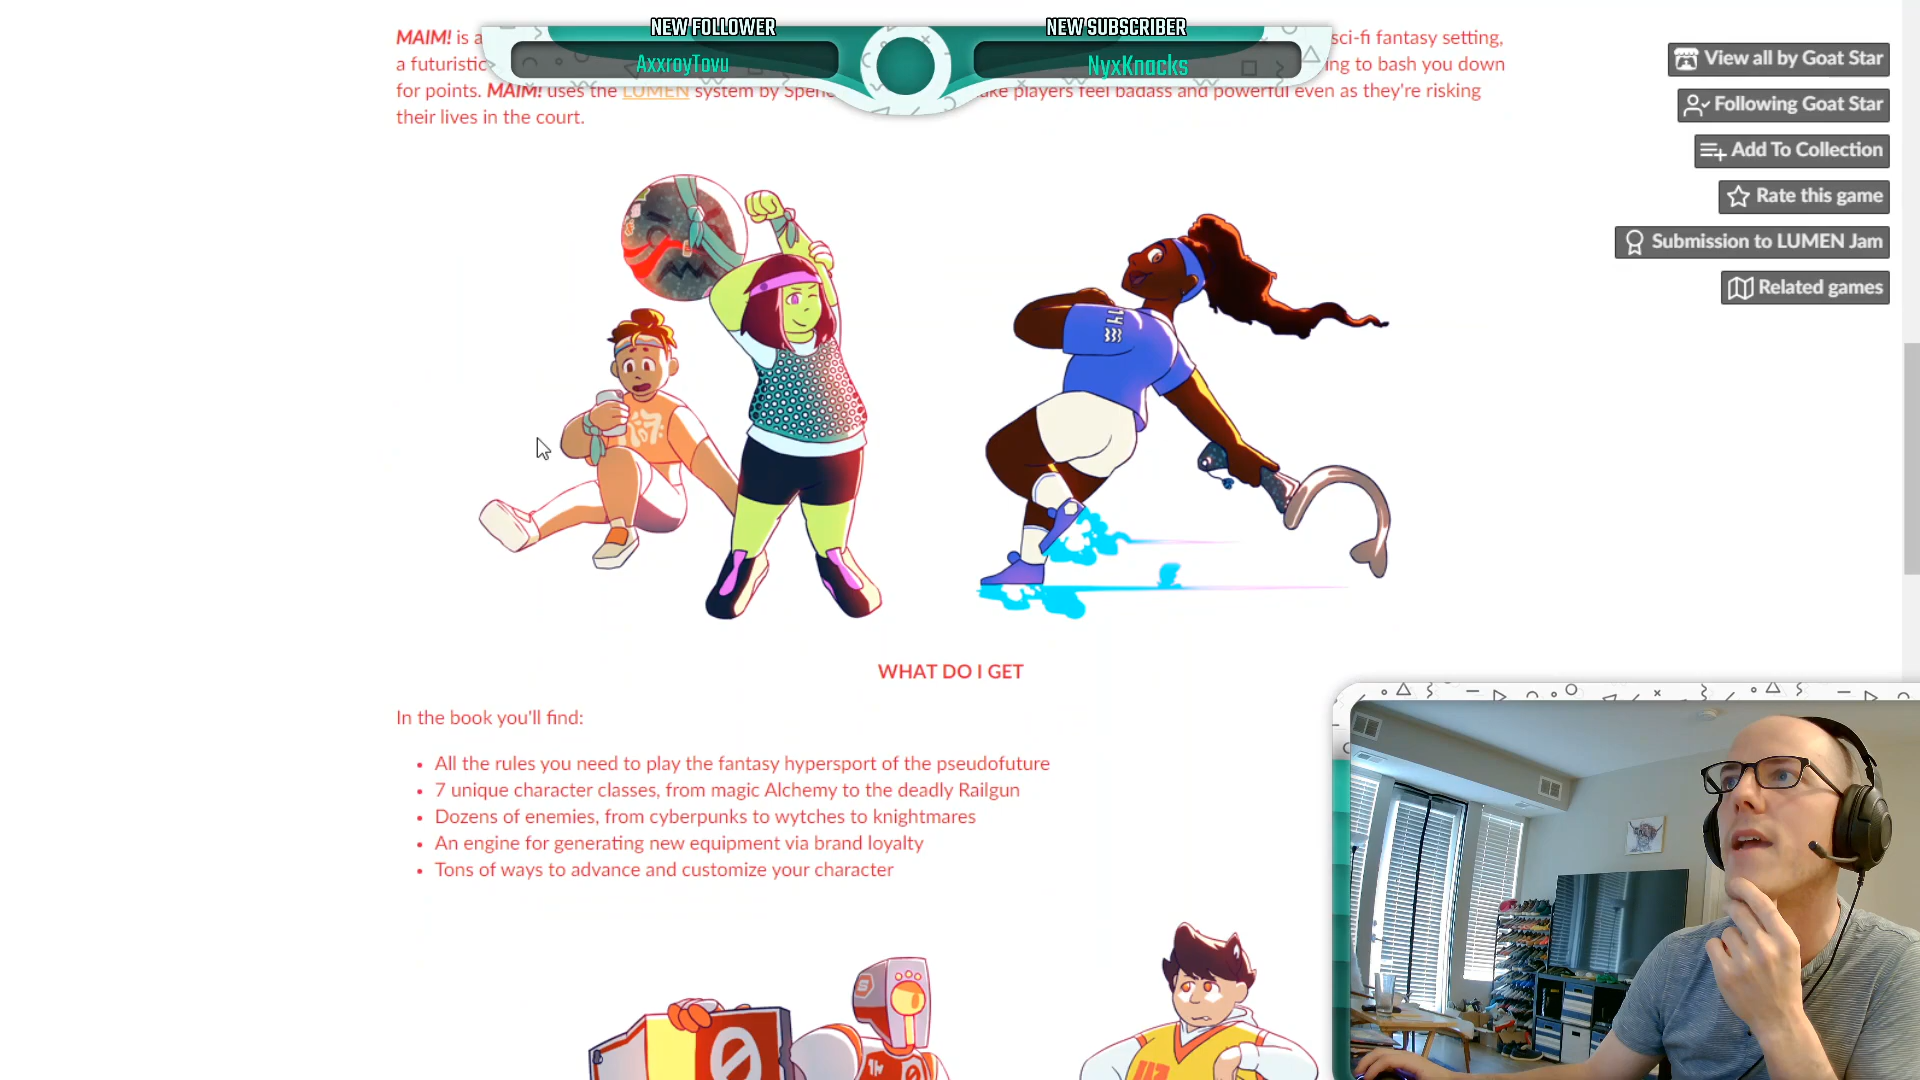 NEW FOLLOWER
NEW SUBSCRIBER
AxxroyTovu
NyxKnacks
MAIM! is a sci-fi fantasy setting,
a futuristic ng to bash you down
for points. MAIM! uses the LUMEN system by Spen ke players feel badass and powerful even as they're risking
their lives in the court.
View all by Goat Star
Following Goat Star
Add To Collection
Rate this game
Submission to LUMEN Jam
Related games
14
WHAT DO I GET
In the book you'll find:
• All the rules you need to play the fantasy hypersport of the pseudofuture
• 7 unique character classes, from magic Alchemy to the deadly Railgun
• Dozens of enemies, from cyberpunks to wytches to knightmares
• An engine for generating new equipment via brand loyalty
• Tons of ways to advance and customize your character
S